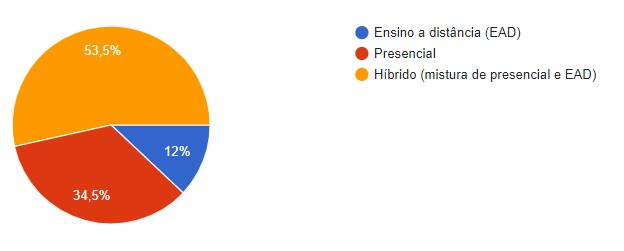 53,5%
12%
34,5%
Ensino a distância (EAD)
Presencial
Híbrido (mistura de presencial e EAD)